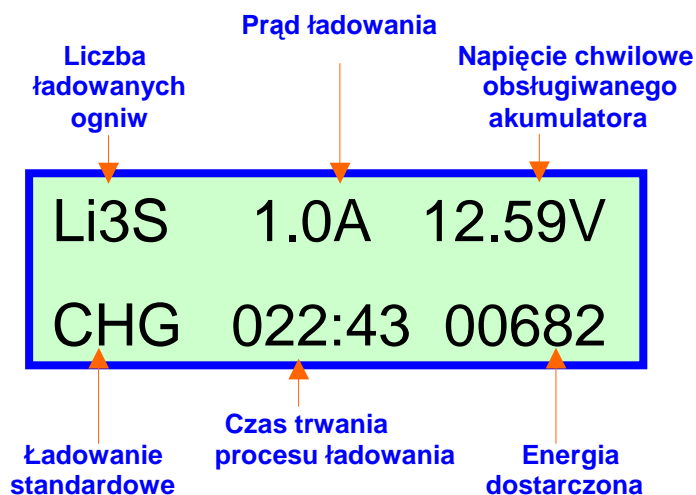 Prąd ładowania
Liczba
ładowanych
ogniw
Napięcie chwilowe
obsługiwanego
akumulatora
Li3S 1.0A 12.59V
CHG 022:43 00682
Ładowanie
standardowe
Czas trwania
procesu ładowania
Energia
dostarczona